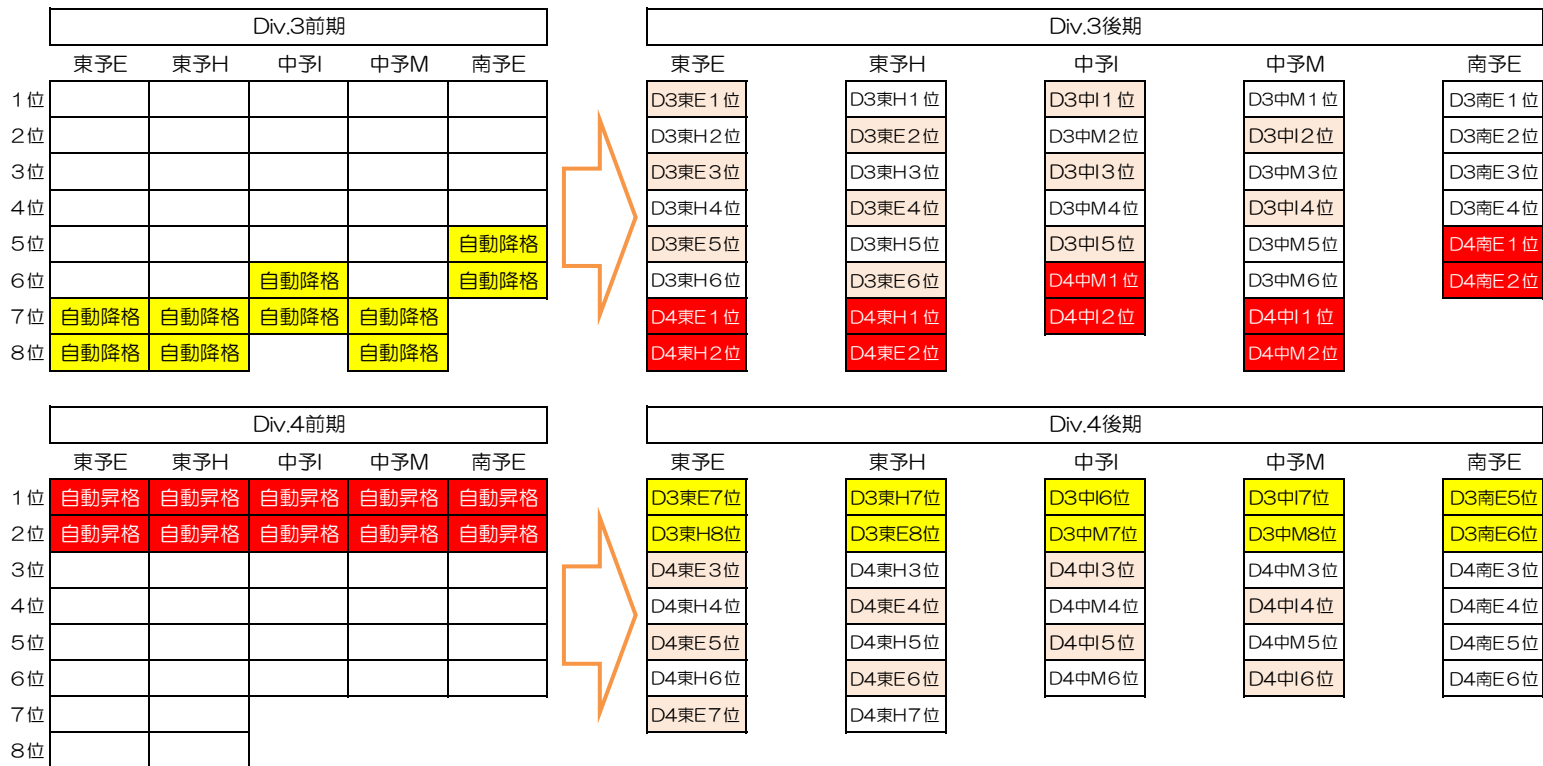 Div.3前期 Div.3後期
東予E 東予H 中予I 中予M 南予E 東予E 東予H 中予I 中予M 南予E
1位 D3東E1位 D3東H1位 D3中I1位 D3中M1位 D3南E1位
2位 D3東H2位 D3東E2位 D3中M2位 D3中I2位 D3南E2位
3位 D3東E3位 D3東H3位 D3中I3位 D3中M3位 D3南E3位
4位 D3東H4位 D3東E4位 D3中M4位 D3中I4位 D3南E4位
5位 自動降格 D3東E5位 D3東H5位 D3中I5位 D3中M5位 D4南E1位
6位 自動降格 自動降格 D3東H6位 D3東E6位 D4中M1位 D3中M6位 D4南E2位
7位 自動降格 自動降格 自動降格 自動降格 D4東E1位 D4東H1位 D4中I2位 D4中I1位
8位 自動降格 自動降格 自動降格 D4東H2位 D4東E2位 D4中M2位
Div.4前期 Div.4後期
東予E 東予H 中予I 中予M 南予E 東予E 東予H 中予I 中予M 南予E
1位 自動昇格 自動昇格 自動昇格 自動昇格 自動昇格 D3東E7位 D3東H7位 D3中I6位 D3中I7位 D3南E5位
2位 自動昇格 自動昇格 自動昇格 自動昇格 自動昇格 D3東H8位 D3東E8位 D3中M7位 D3中M8位 D3南E6位
3位 D4東E3位 D4東H3位 D4中I3位 D4中M3位 D4南E3位
4位 D4東H4位 D4東E4位 D4中M4位 D4中I4位 D4南E4位
5位 D4東E5位 D4東H5位 D4中I5位 D4中M5位 D4南E5位
6位 D4東H6位 D4東E6位 D4中M6位 D4中I6位 D4南E6位
7位 D4東E7位 D4東H7位
8位